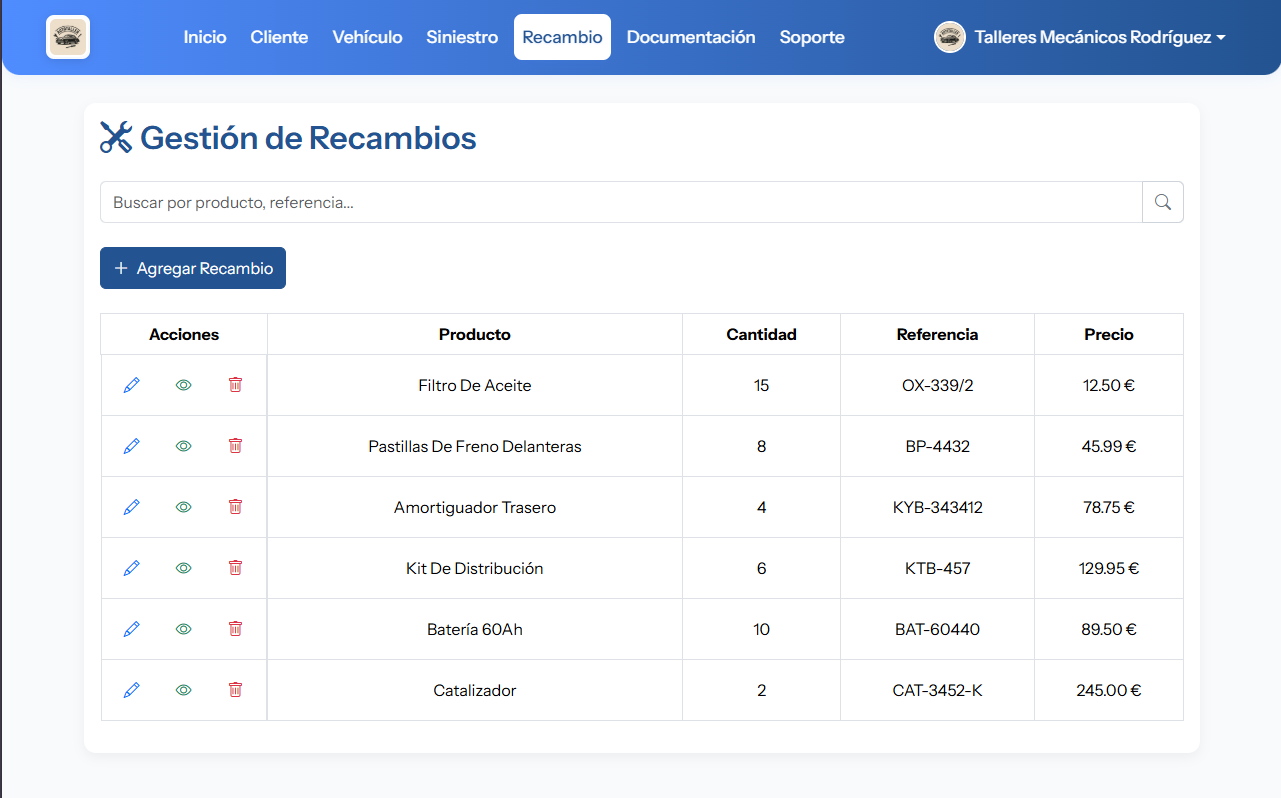 Inicio Cliente Vehículo Siniestro Recambio Documentación Soporte Talleres Mecánicos Rodríguez
Gestión de Recambios
Buscar por producto, referencia...
+ Agregar Recambio
Acciones Producto Cantidad Referencia Precio
Filtro De Aceite 15 OX-339/2 12.50 €
Pastillas De Freno Delanteras 8 BP-4432 45.99 €
Amortiguador Trasero 4 KYB-343412 78.75 €
Kit De Distribución 6 KTB-457 129.95 €
Batería 60Ah 10 BAT-60440 89.50 €
Catalizador 2 CAT-3452-K 245.00 €